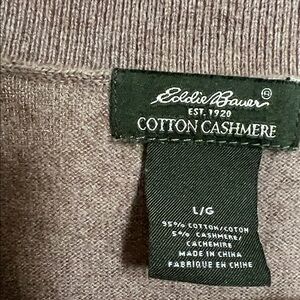 Eddie Bauer®
EST. 1920
COTTON CASHMERE
L/G
95% COTTON/COTON
5% CASHMERE/
CACHEMIRE
MADE IN CHINA
FABRIQUE EN CHINE